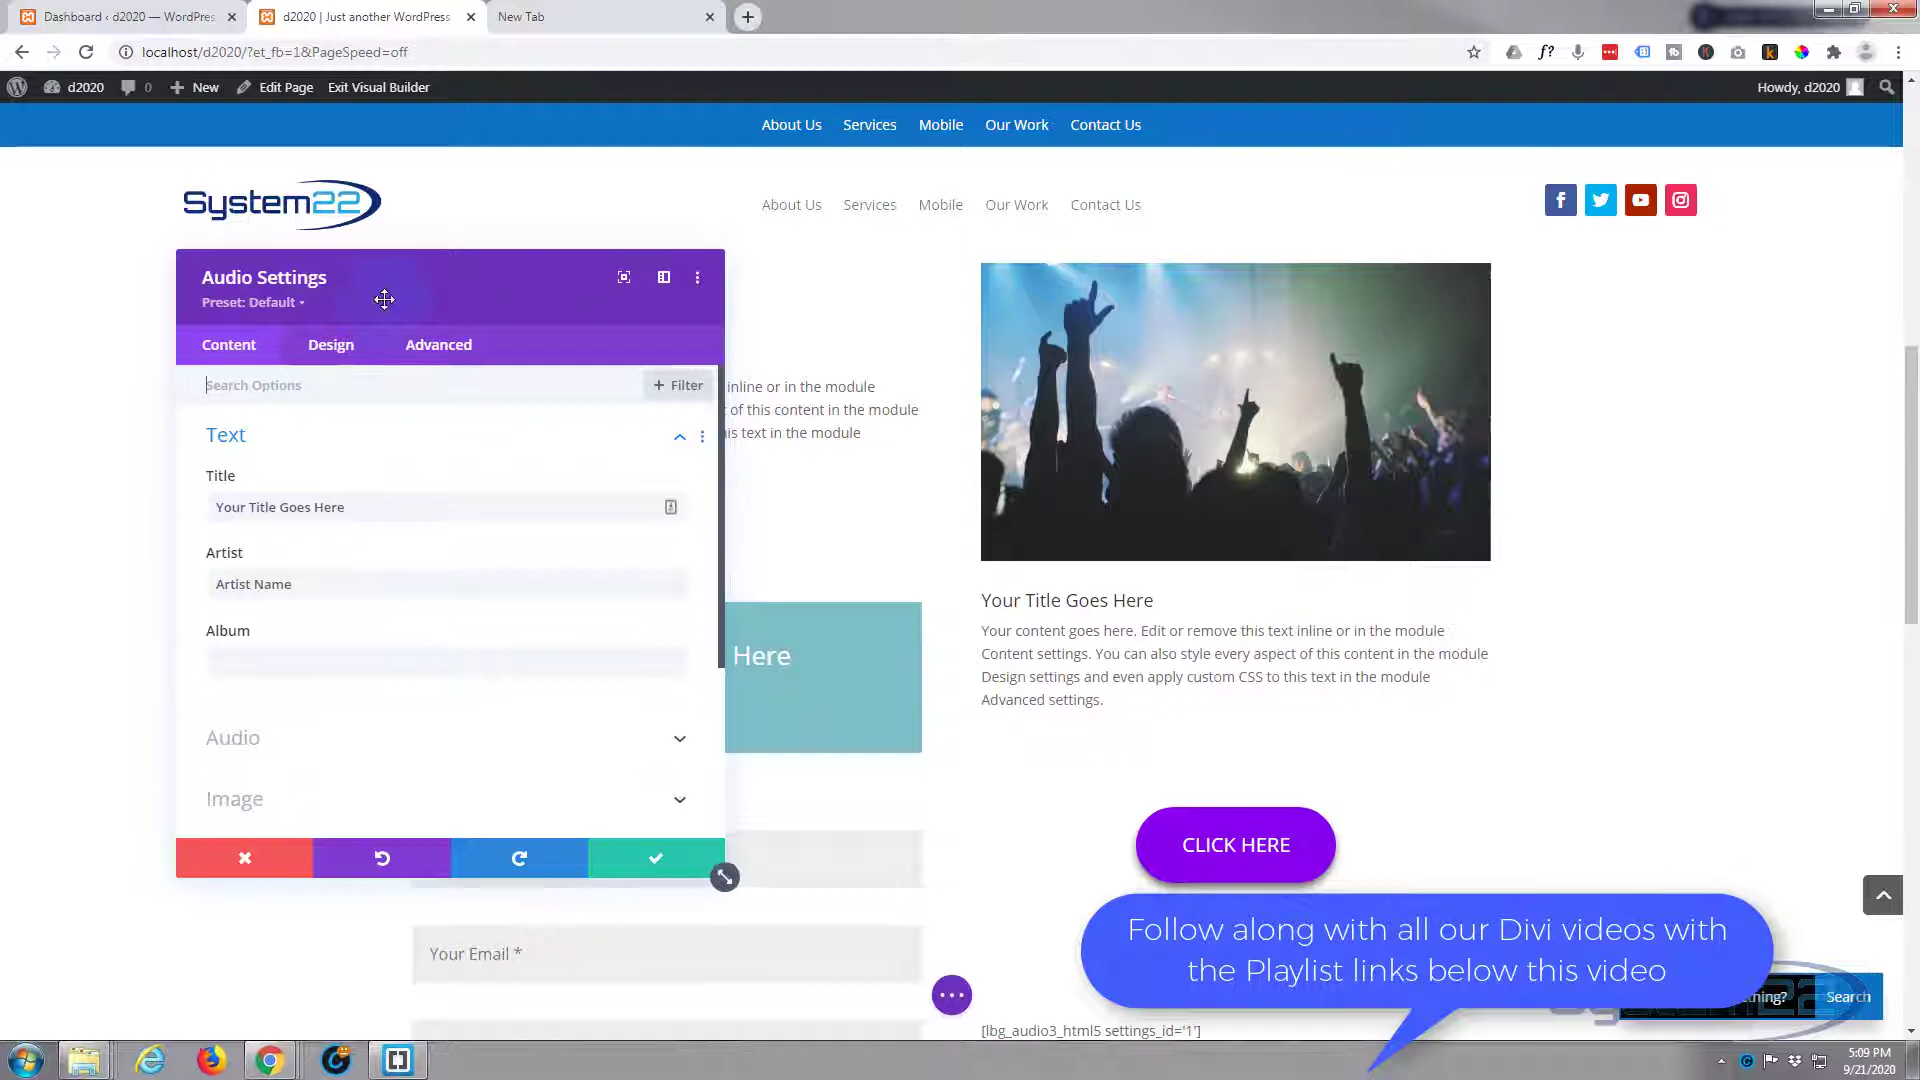 Dashboard ‹ d2020 — WordPres
d2020 | Just another WordPress
New Tab
localhost/d2020/?et_fb=1&PageSpeed=off
d2020
0
New
Edit Page
Exit Visual Builder
Howdy, d2020
About Us
Services
Mobile
Our Work
Contact Us
System22
About Us
Services
Mobile
Our Work
Contact Us
Audio Settings
Preset: Default
Content
Design
Advanced
Search Options
Filter
Text
Title
Your Title Goes Here
Artist
Artist Name
Album
Audio
Image
inline or in the module
of this content in the module
is text in the module
Here
Your Title Goes Here
Your content goes here. Edit or remove this text inline or in the module
Content settings. You can also style every aspect of this content in the module
Design settings and even apply custom CSS to this text in the module
Advanced settings.
CLICK HERE
Follow along with all our Divi videos with
the Playlist links below this video
Your Email *
thing?
Search
[lbg_audio3_html5 settings_id='1']
5:09 PM
9/21/2020